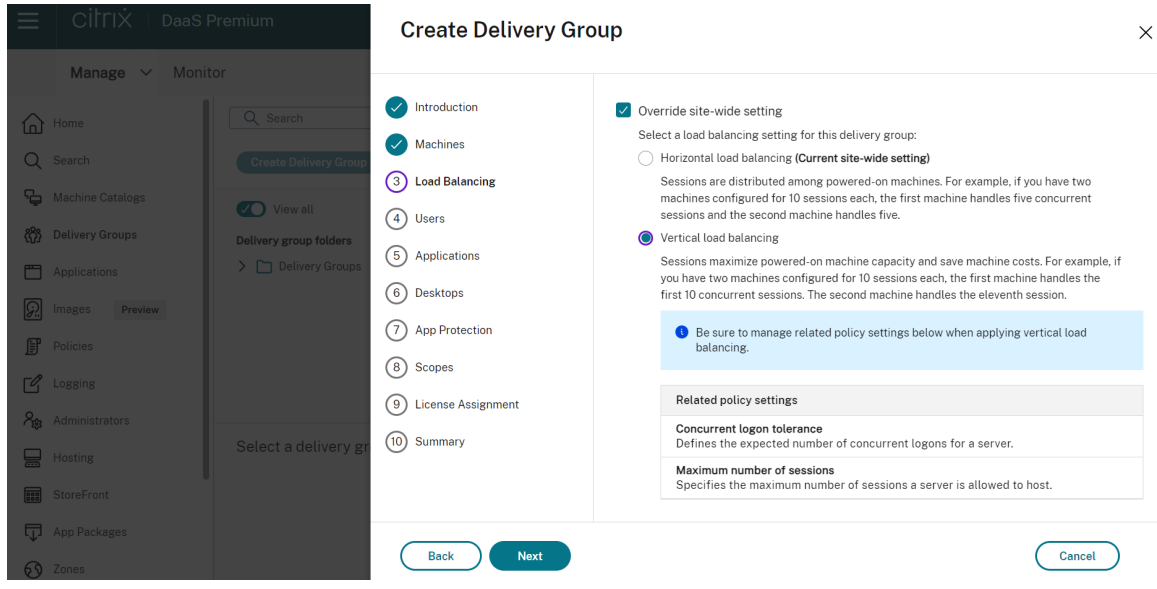 citrix DaaS Premium
Manage Monitor
Home
Search
Machine Catalogs
Delivery Groups
Applications
Images Preview
Policies
Logging
Administrators
Hosting
StoreFront
App Packages
Zones
Search
Create Delivery Group
View all
Delivery group folders
Delivery Groups
Select a delivery gr
Create Delivery Group
Introduction
Machines
3 Load Balancing
4 Users
5 Applications
6 Desktops
7 App Protection
8 Scopes
9 License Assignment
10 Summary
Override site-wide setting
Select a load balancing setting for this delivery group:
Horizontal load balancing (Current site-wide setting)
Sessions are distributed among powered-on machines. For example, if you have two
machines configured for 10 sessions each, the first machine handles five concurrent
sessions and the second machine handles five.
Vertical load balancing
Sessions maximize powered-on machine capacity and save machine costs. For example, if
you have two machines configured for 10 sessions each, the first machine handles the
first 10 concurrent sessions. The second machine handles the eleventh session.
Be sure to manage related policy settings below when applying vertical load
balancing.
Related policy settings
Concurrent logon tolerance
Defines the expected number of concurrent logons for a server.
Maximum number of sessions
Specifies the maximum number of sessions a server is allowed to host.
Back Next Cancel